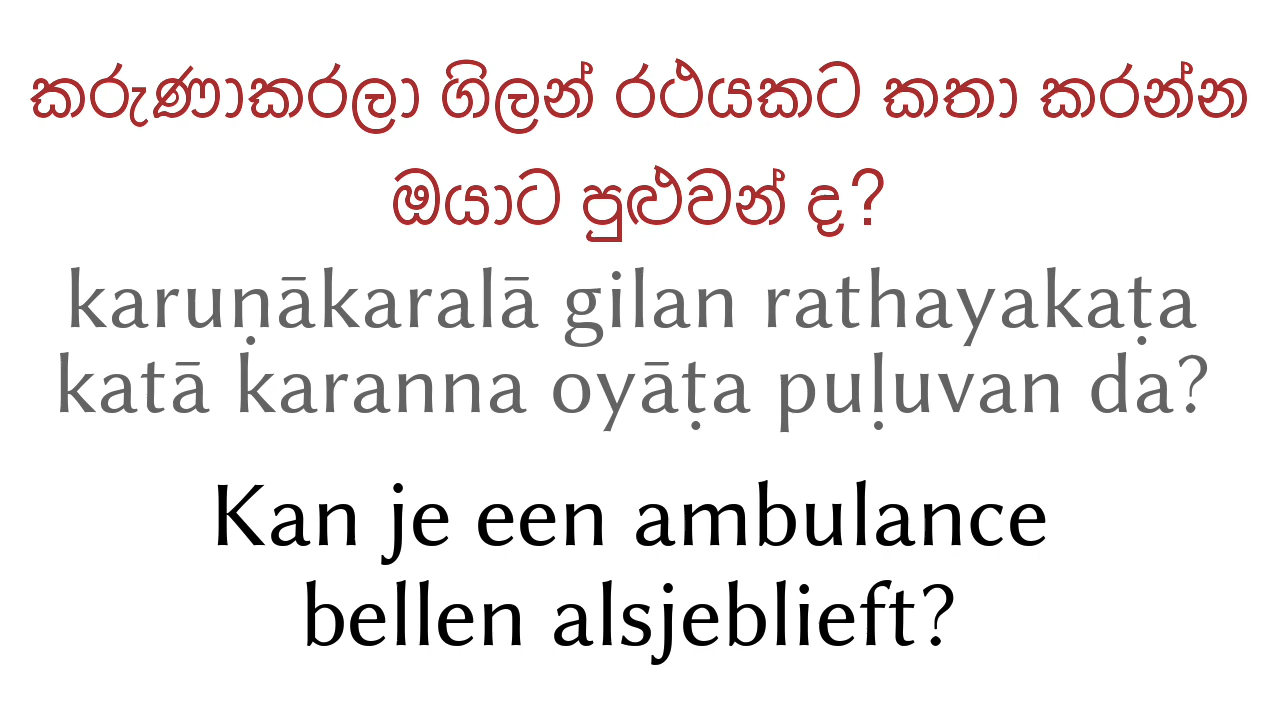 කරුණාකරලා ගිලන් රථයකට කතා කරන්න
ඔයාට පුළුවන් ද?
karuṇākaralā gilan rathayakaṭa
katā karanna oyāṭa puḷuvan da?
Kan je een ambulance
bellen alsjeblieft?